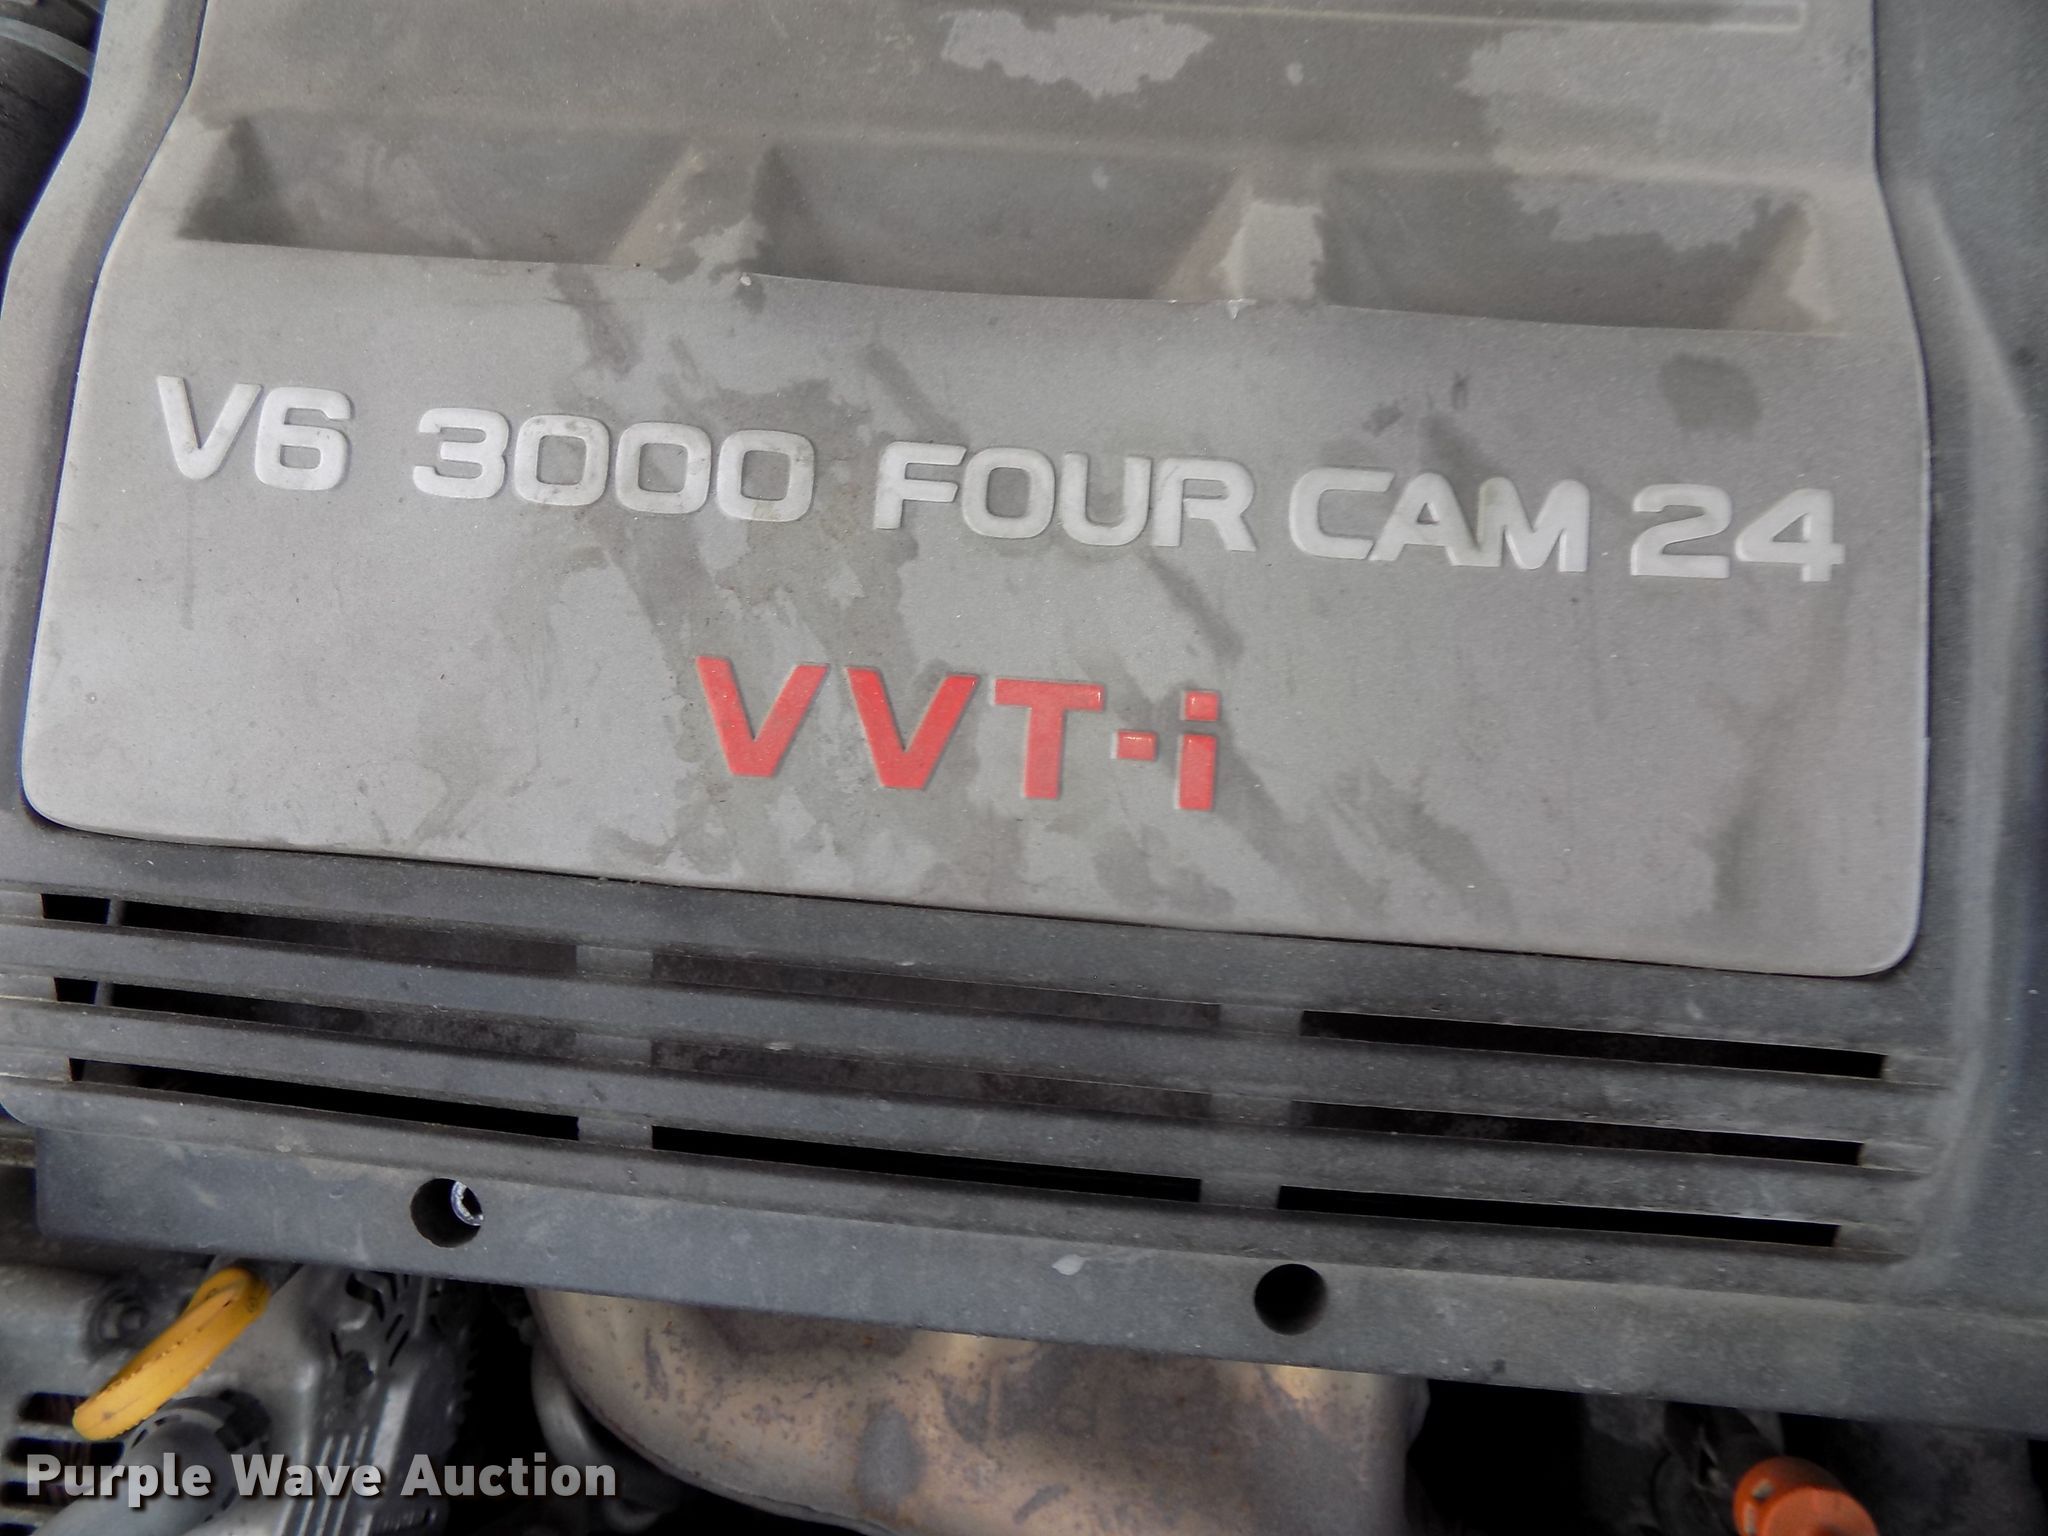 V6 3000 FOUR CAM 24
VVT-i
Purple Wave Auction